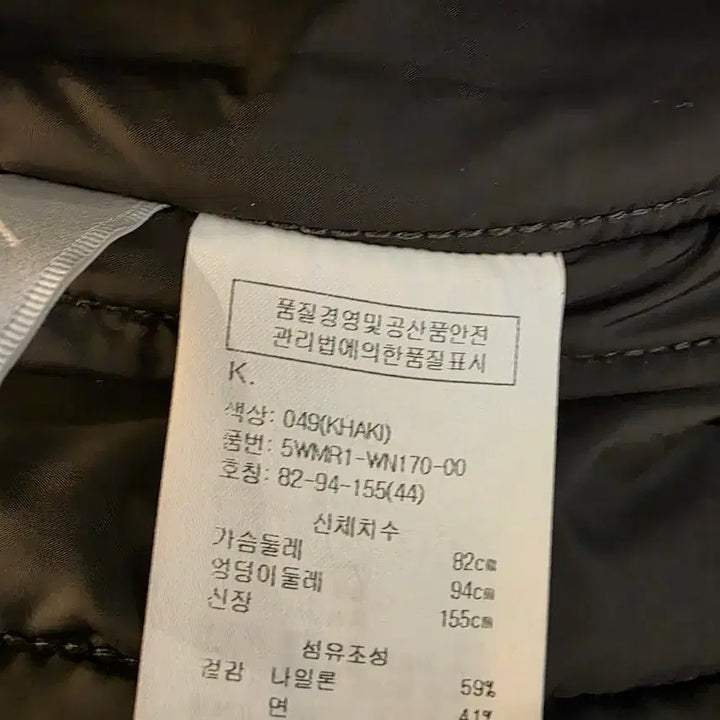 품질경영및공산품안전
관리법에의한품질표시
K.
색상: 049(KHAKI)
품번: 5WMR1-WN170-00
호칭: 82-94-155(44)
신체치수
가슴둘레 82cm
엉덩이둘레 94cm
신장 155cm
섬유조성
겉감 나일론 59%
면 41%